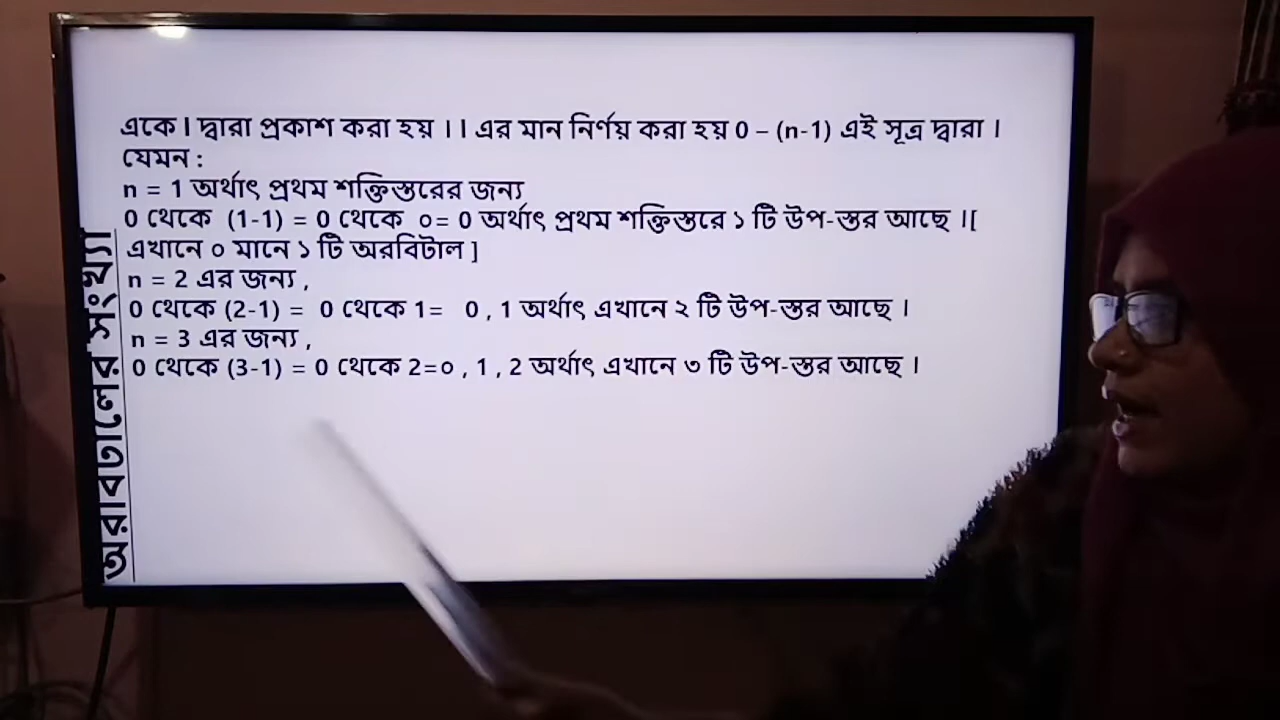 একে l দ্বারা প্রকাশ করা হয় । l এর মান নির্ণয় করা হয় 0 – (n-1) এই সূত্র দ্বারা ।
যেমন :
n = 1 অর্থাৎ প্রথম শক্তিস্তরের জন্য
0 থেকে (1-1) = 0 থেকে ০= 0 অর্থাৎ প্রথম শক্তিস্তরে ১ টি উপ-স্তর আছে ।[
এখানে ০ মানে ১ টি অরবিটাল ]
n = 2 এর জন্য ,
0 থেকে (2-1) = 0 থেকে 1= 0 , 1 অর্থাৎ এখানে ২ টি উপ-স্তর আছে ।
n = 3 এর জন্য ,
0 থেকে (3-1) = 0 থেকে 2=০ , 1 , 2 অর্থাৎ এখানে ৩ টি উপ-স্তর আছে ।
অরবিটালের সংখ্যা